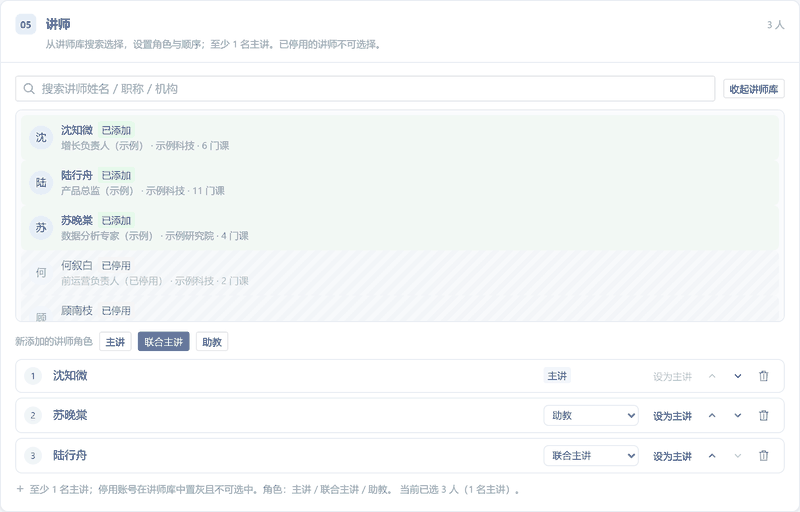 05 讲师 3 人
从讲师库搜索选择，设置角色与顺序；至少 1 名主讲。已停用的讲师不可选择。
搜索讲师姓名 / 职称 / 机构 收起讲师库
沈 沈知微 已添加
增长负责人（示例） · 示例科技 · 6 门课
陆 陆行舟 已添加
产品总监（示例） · 示例科技 · 11 门课
苏 苏晚棠 已添加
数据分析专家（示例） · 示例研究院 · 4 门课
何 何叙白 已停用
前运营负责人（已停用） · 示例科技 · 2 门课
顾 顾南枝 已停用
新添加的讲师角色 主讲 联合主讲 助教
1 沈知微 主讲 设为主讲
2 苏晚棠 助教 设为主讲
3 陆行舟 联合主讲 设为主讲
+ 至少 1 名主讲；停用账号在讲师库中置灰且不可选中。角色：主讲 / 联合主讲 / 助教。 当前已选 3 人（1 名主讲）。